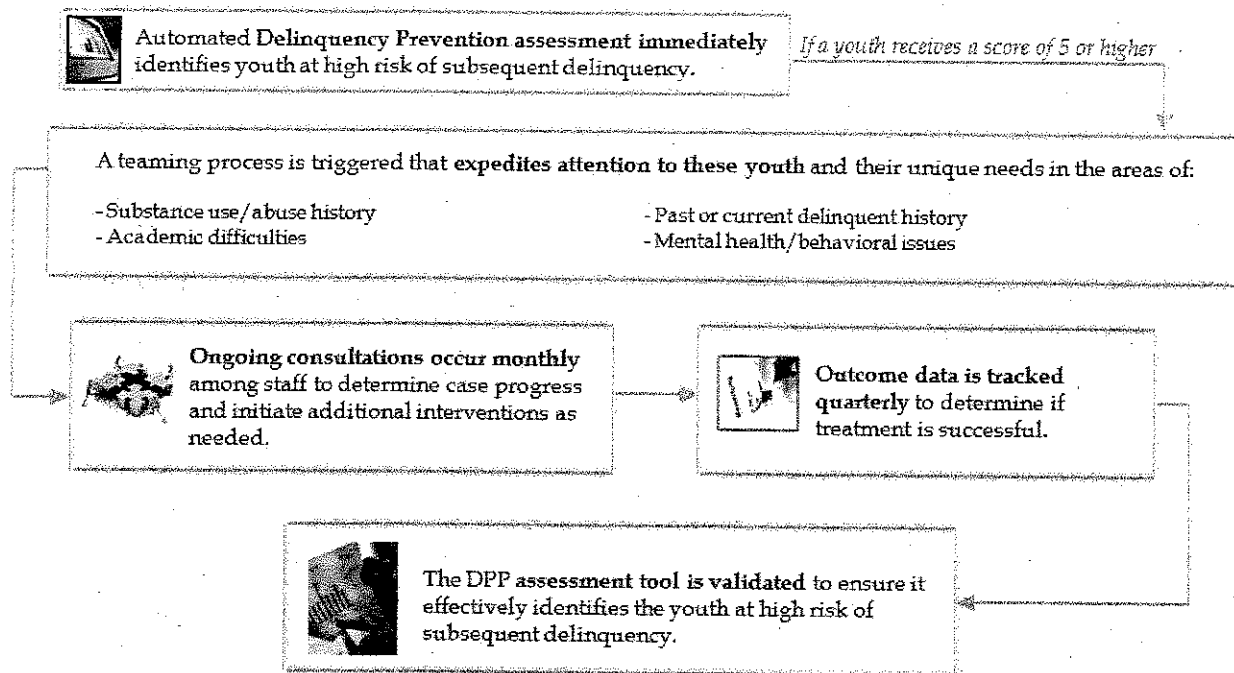 Automated Delinquency Prevention assessment immediately
identifies youth at high risk of subsequent delinquency.
If a youth receives a score of 5 or higher
A teaming process is triggered that expedites attention to these youth and their unique needs in the areas of:
- Substance use/abuse history
- Academic difficulties
- Past or current delinquent history
- Mental health/behavioral issues
Ongoing consultations occur monthly
among staff to determine case progress
and initiate additional interventions as
needed.
Outcome data is tracked
quarterly to determine if
treatment is successful.
The DPP assessment tool is validated to ensure it
effectively identifies the youth at high risk of
subsequent delinquency.